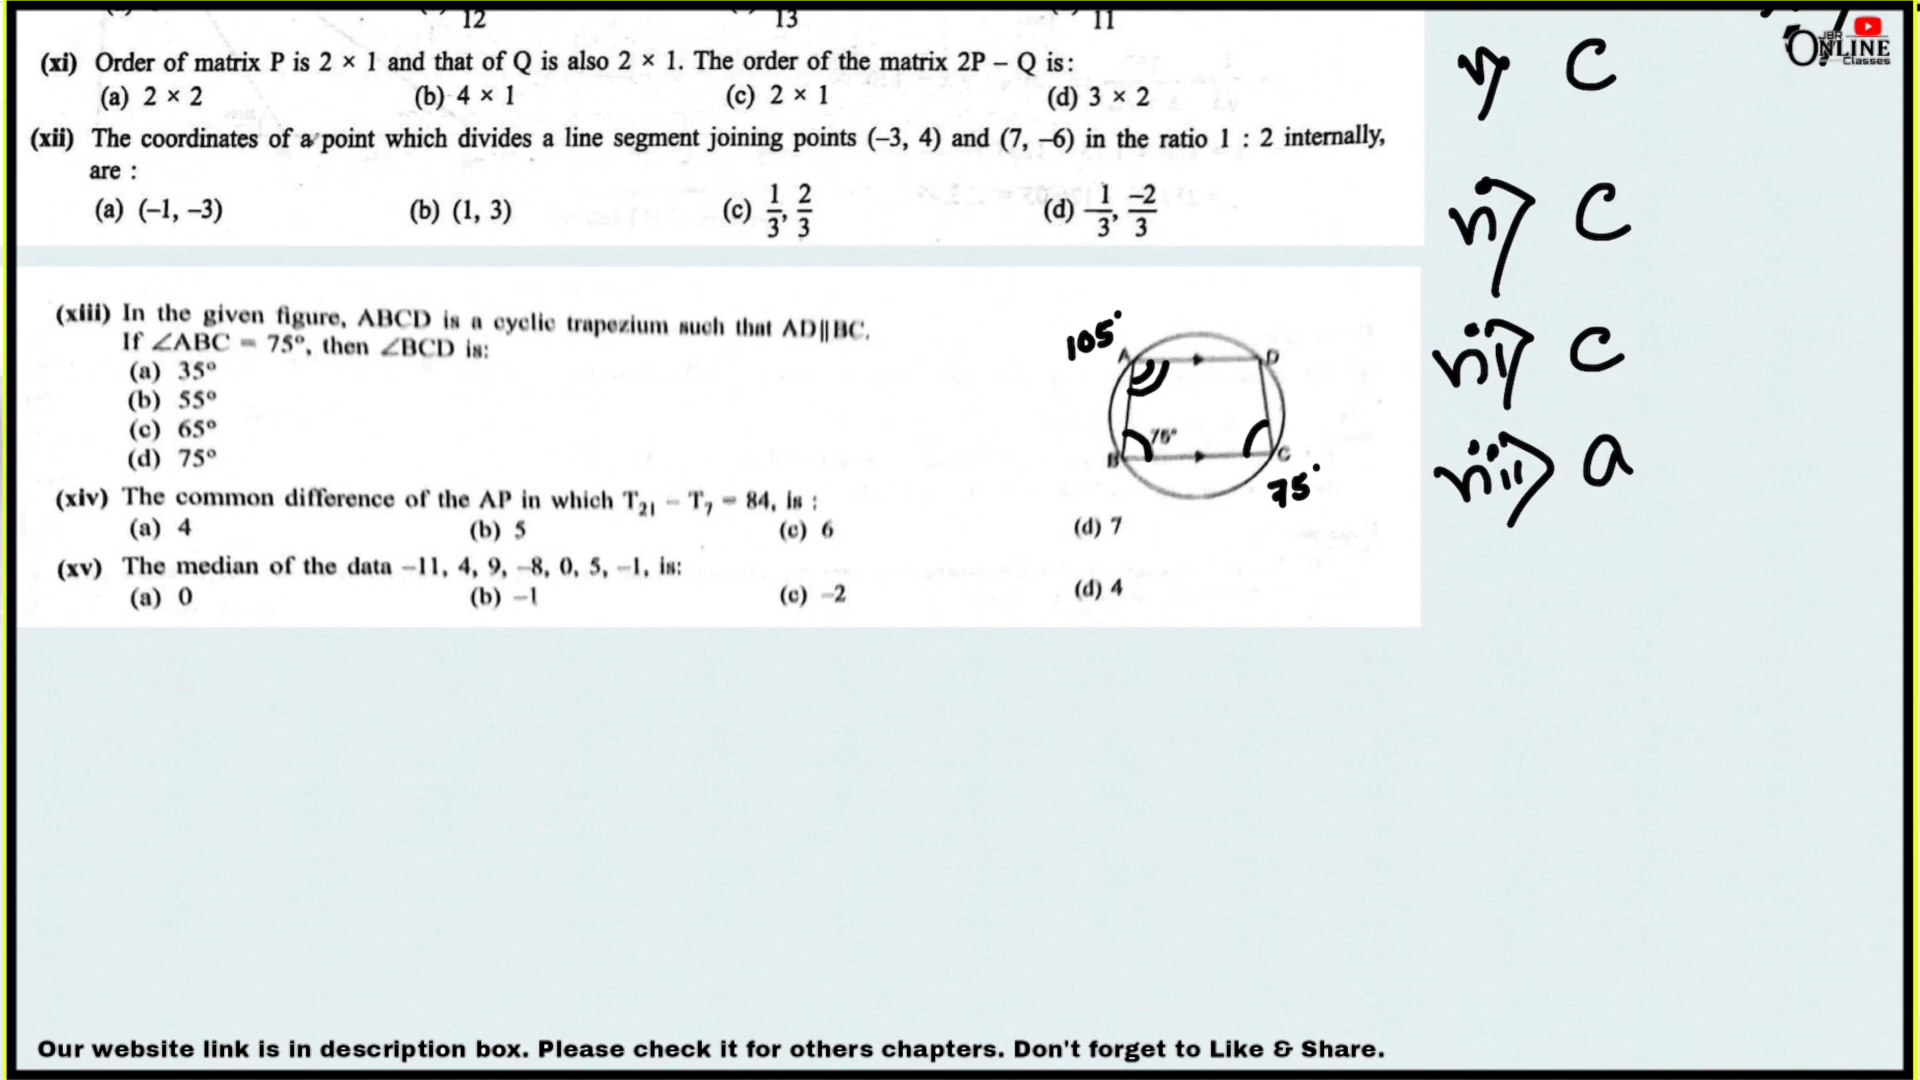 12 13 11
(xi) Order of matrix P is 2 × 1 and that of Q is also 2 × 1. The order of the matrix 2P – Q is:
(a) 2 × 2 (b) 4 × 1 (c) 2 × 1 (d) 3 × 2
(xii) The coordinates of a point which divides a line segment joining points (–3, 4) and (7, –6) in the ratio 1 : 2 internally,
are :
(a) (–1, –3) (b) (1, 3) (c) 1/3, 2/3 (d) –1/3, –2/3
(xiii) In the given figure, ABCD is a cyclic trapezium such that AD∥BC.
If ∠ABC = 75°, then ∠BCD is:
(a) 35°
(b) 55°
(c) 65°
(d) 75°
105°
A D
75°
B C
75°
(xiv) The common difference of the AP in which T₂₁ – T₇ = 84, is :
(a) 4 (b) 5 (c) 6 (d) 7
(xv) The median of the data –11, 4, 9, –8, 0, 5, –1, is:
(a) 0 (b) –1 (c) –2 (d) 4
C
C
C
a
JBR
ONLINE
Classes
Our website link is in description box. Please check it for others chapters. Don't forget to Like & Share.